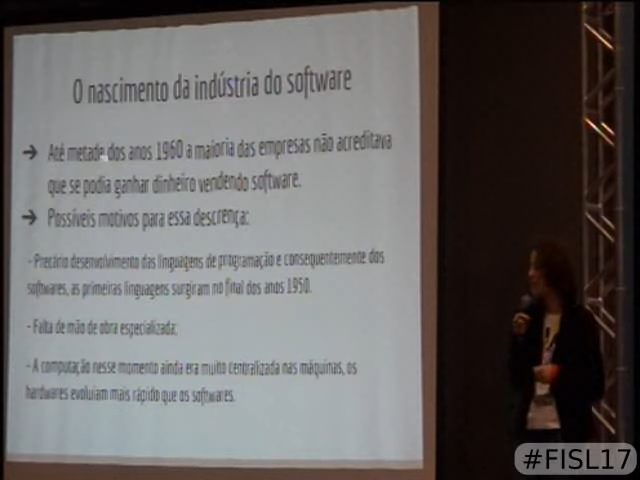 O nascimento da indústria do software
➔ Até metade dos anos 1960 a maioria das empresas não acreditava
que se podia ganhar dinheiro vendendo software.
➔ Possíveis motivos para essa descrença:
- Precário desenvolvimento das linguagens de programação e consequentemente dos
softwares, as primeiras linguagens surgiram no final dos anos 1950.
- Falta de mão de obra especializada;
- A computação nesse momento ainda era muito centralizada nas máquinas, os
hardwares evoluiam mais rápido que os softwares.
#FISL17